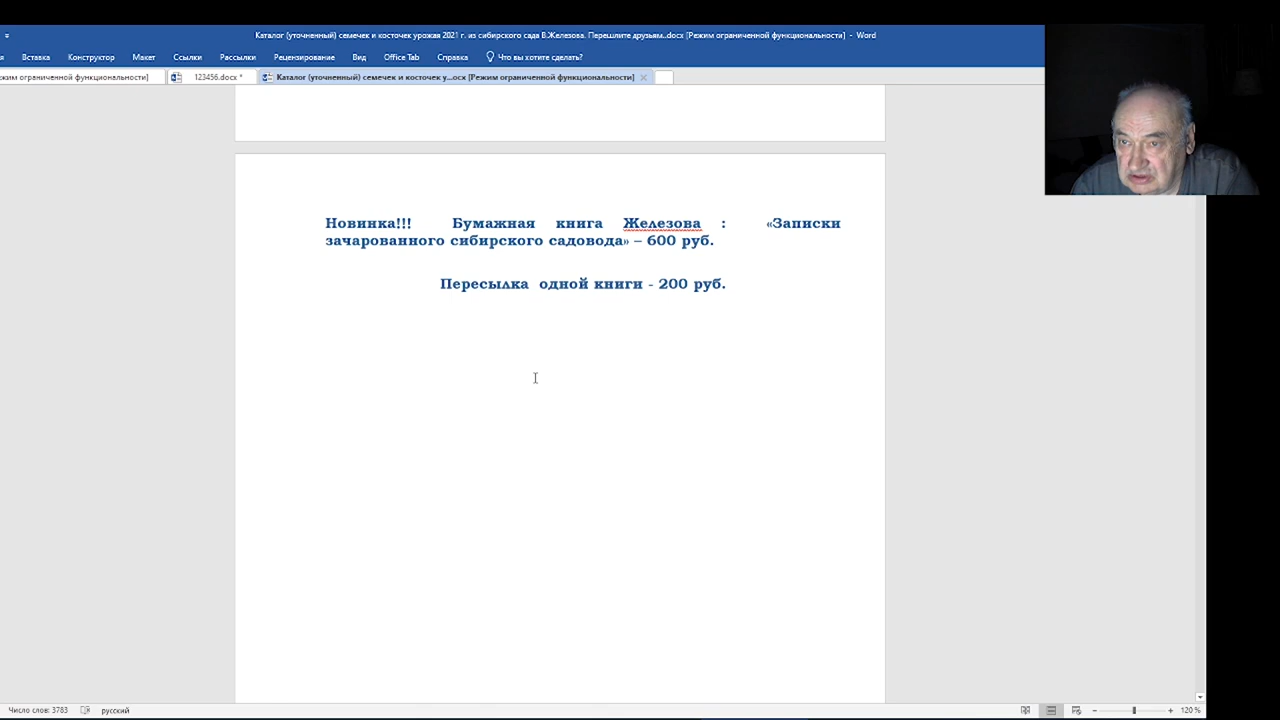 Каталог (уточненный) семечек и косточек урожая 2021 г. из сибирского сада В.Железова. Перешлите друзьям..docx [Режим ограниченной функциональности] - Word
Вставка Конструктор Макет Ссылки Рассылки Рецензирование Вид Office Tab Справка Что вы хотите сделать?
ограниченной функциональности] 123456.docx * Каталог (уточненный) семечек и косточек у...ocx [Режим ограниченной функциональности]
Новинка!!! Бумажная книга Железова : «Записки
зачарованного сибирского садовода» – 600 руб.
Пересылка одной книги - 200 руб.
Число слов: 3783 русский 120 %